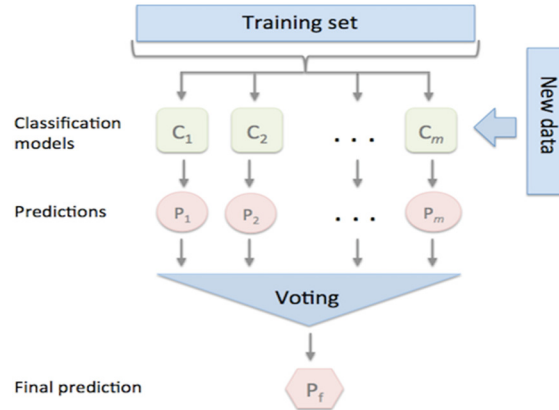 Training set
New data
Classification
models
C1 C2 . . . Cm
Predictions
P1 P2 . . . Pm
Voting
Final prediction
Pf